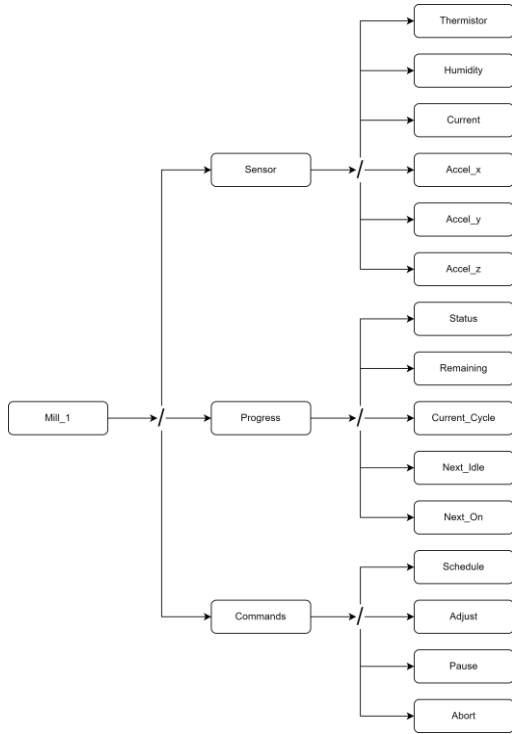 Thermistor
Humidity
Current
Sensor
/
Accel_x
Accel_y
Accel_z
Status
Remaining
Mill_1
/
Progress
/
Current_Cycle
Next_Idle
Next_On
Schedule
Commands
/
Adjust
Pause
Abort